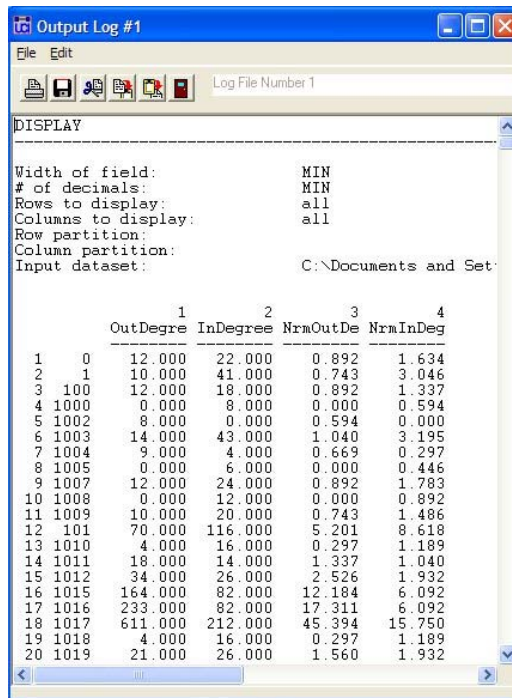 Output Log #1
File Edit
Log File Number 1
DISPLAY
Width of field: MIN
# of decimals: MIN
Rows to display: all
Columns to display: all
Row partition:
Column partition:
Input dataset: C:\Documents and Set
1 2 3 4
OutDegre InDegree NrmOutDe NrmInDeg
1 0 12.000 22.000 0.892 1.634
2 1 10.000 41.000 0.743 3.046
3 100 12.000 18.000 0.892 1.337
4 1000 0.000 8.000 0.000 0.594
5 1002 8.000 0.000 0.594 0.000
6 1003 14.000 43.000 1.040 3.195
7 1004 9.000 4.000 0.669 0.297
8 1005 0.000 6.000 0.000 0.446
9 1007 12.000 24.000 0.892 1.783
10 1008 0.000 12.000 0.000 0.892
11 1009 10.000 20.000 0.743 1.486
12 101 70.000 116.000 5.201 8.618
13 1010 4.000 16.000 0.297 1.189
14 1011 18.000 14.000 1.337 1.040
15 1012 34.000 26.000 2.526 1.932
16 1015 164.000 82.000 12.184 6.092
17 1016 233.000 82.000 17.311 6.092
18 1017 611.000 212.000 45.394 15.750
19 1018 4.000 16.000 0.297 1.189
20 1019 21.000 26.000 1.560 1.932